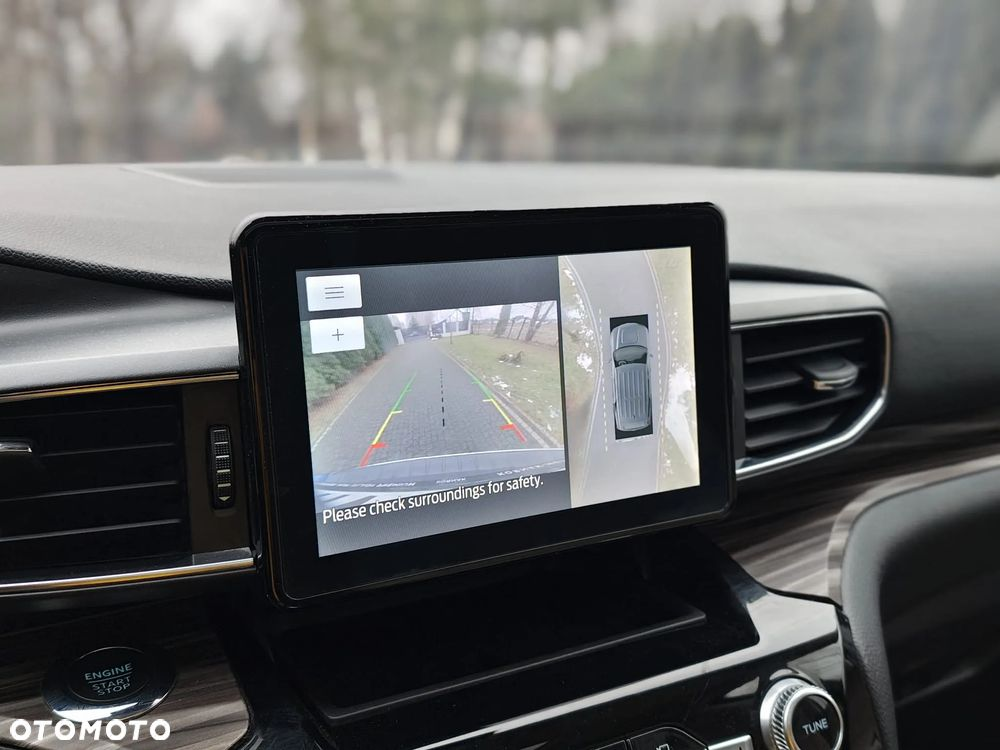 Please check surroundings for safety.
ENGINE
START
STOP
TUNE
OTOMOTO